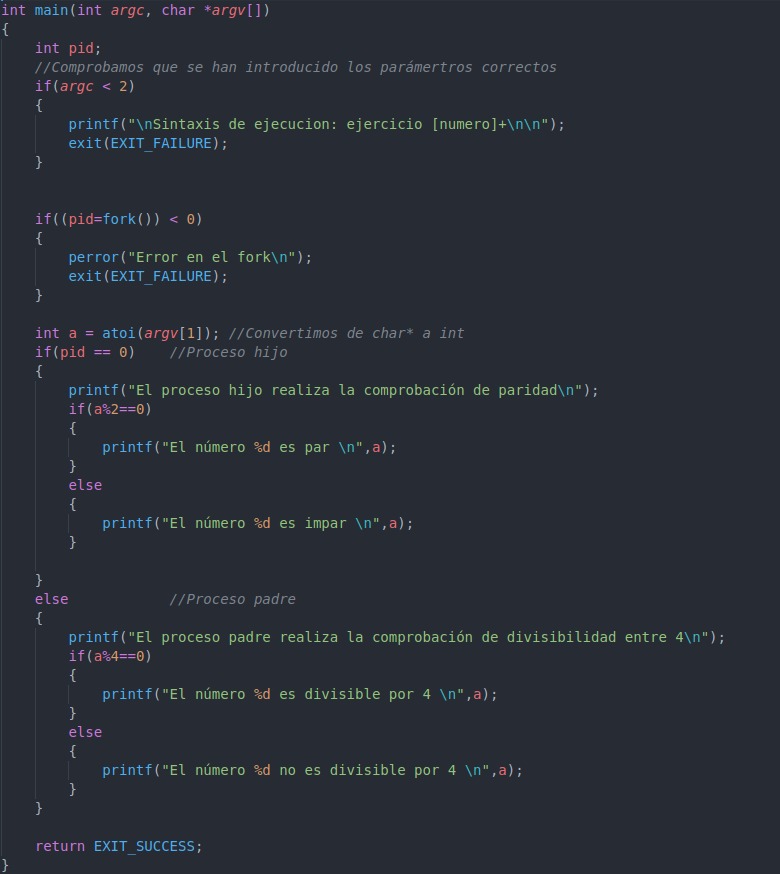 int main(int argc, char *argv[])
{
    int pid;
    //Comprobamos que se han introducido los parámertros correctos
    if(argc < 2)
    {
        printf("\nSintaxis de ejecucion: ejercicio [numero]+\n\n");
        exit(EXIT_FAILURE);
    }
    if((pid=fork()) < 0)
    {
        perror("Error en el fork\n");
        exit(EXIT_FAILURE);
    }
    int a = atoi(argv[1]); //Convertimos de char* a int
    if(pid == 0)    //Proceso hijo
    {
        printf("El proceso hijo realiza la comprobación de paridad\n");
        if(a%2==0)
        {
            printf("El número %d es par \n",a);
        }
        else
        {
            printf("El número %d es impar \n",a);
        }
    }
    else            //Proceso padre
    {
        printf("El proceso padre realiza la comprobación de divisibilidad entre 4\n");
        if(a%4==0)
        {
            printf("El número %d es divisible por 4 \n",a);
        }
        else
        {
            printf("El número %d no es divisible por 4 \n",a);
        }
    }
    return EXIT_SUCCESS;
}